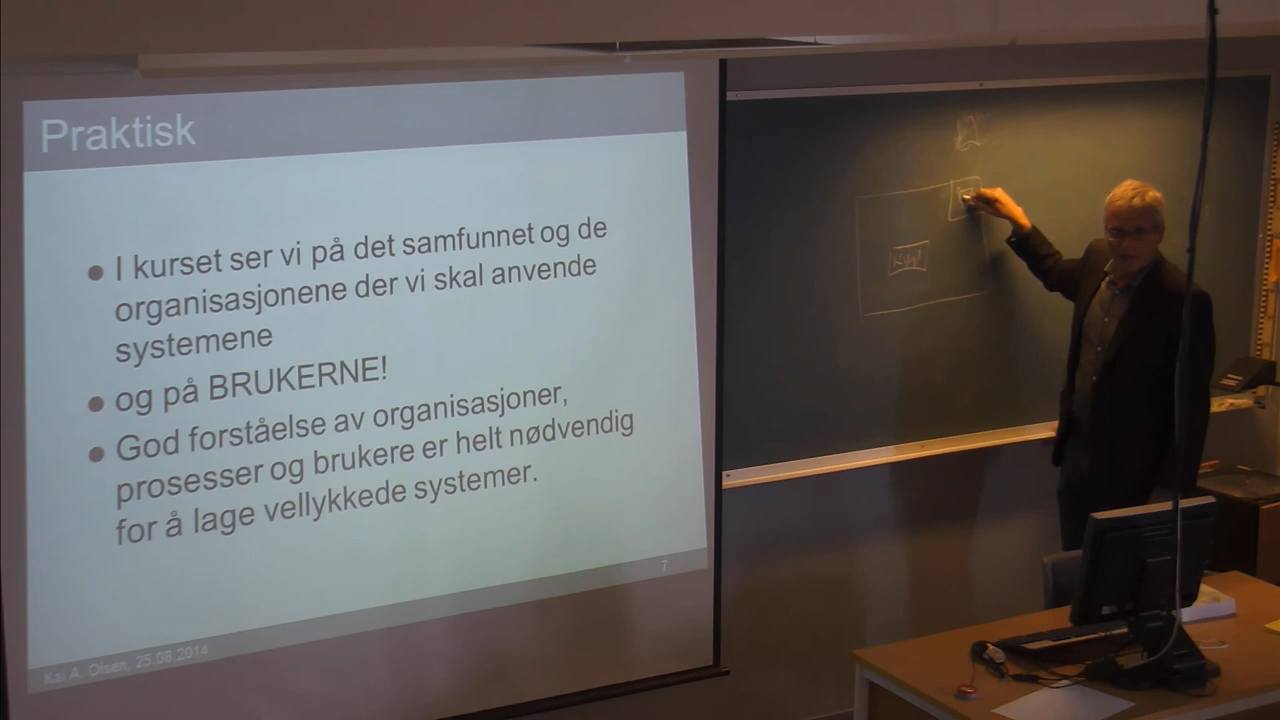 Praktisk
● I kurset ser vi på det samfunnet og de
organisasjonene der vi skal anvende
systemene
● og på BRUKERNE!
● God forståelse av organisasjoner,
prosesser og brukere er helt nødvendig
for å lage vellykkede systemer.
7
Kai A. Olsen, 25.08.2014